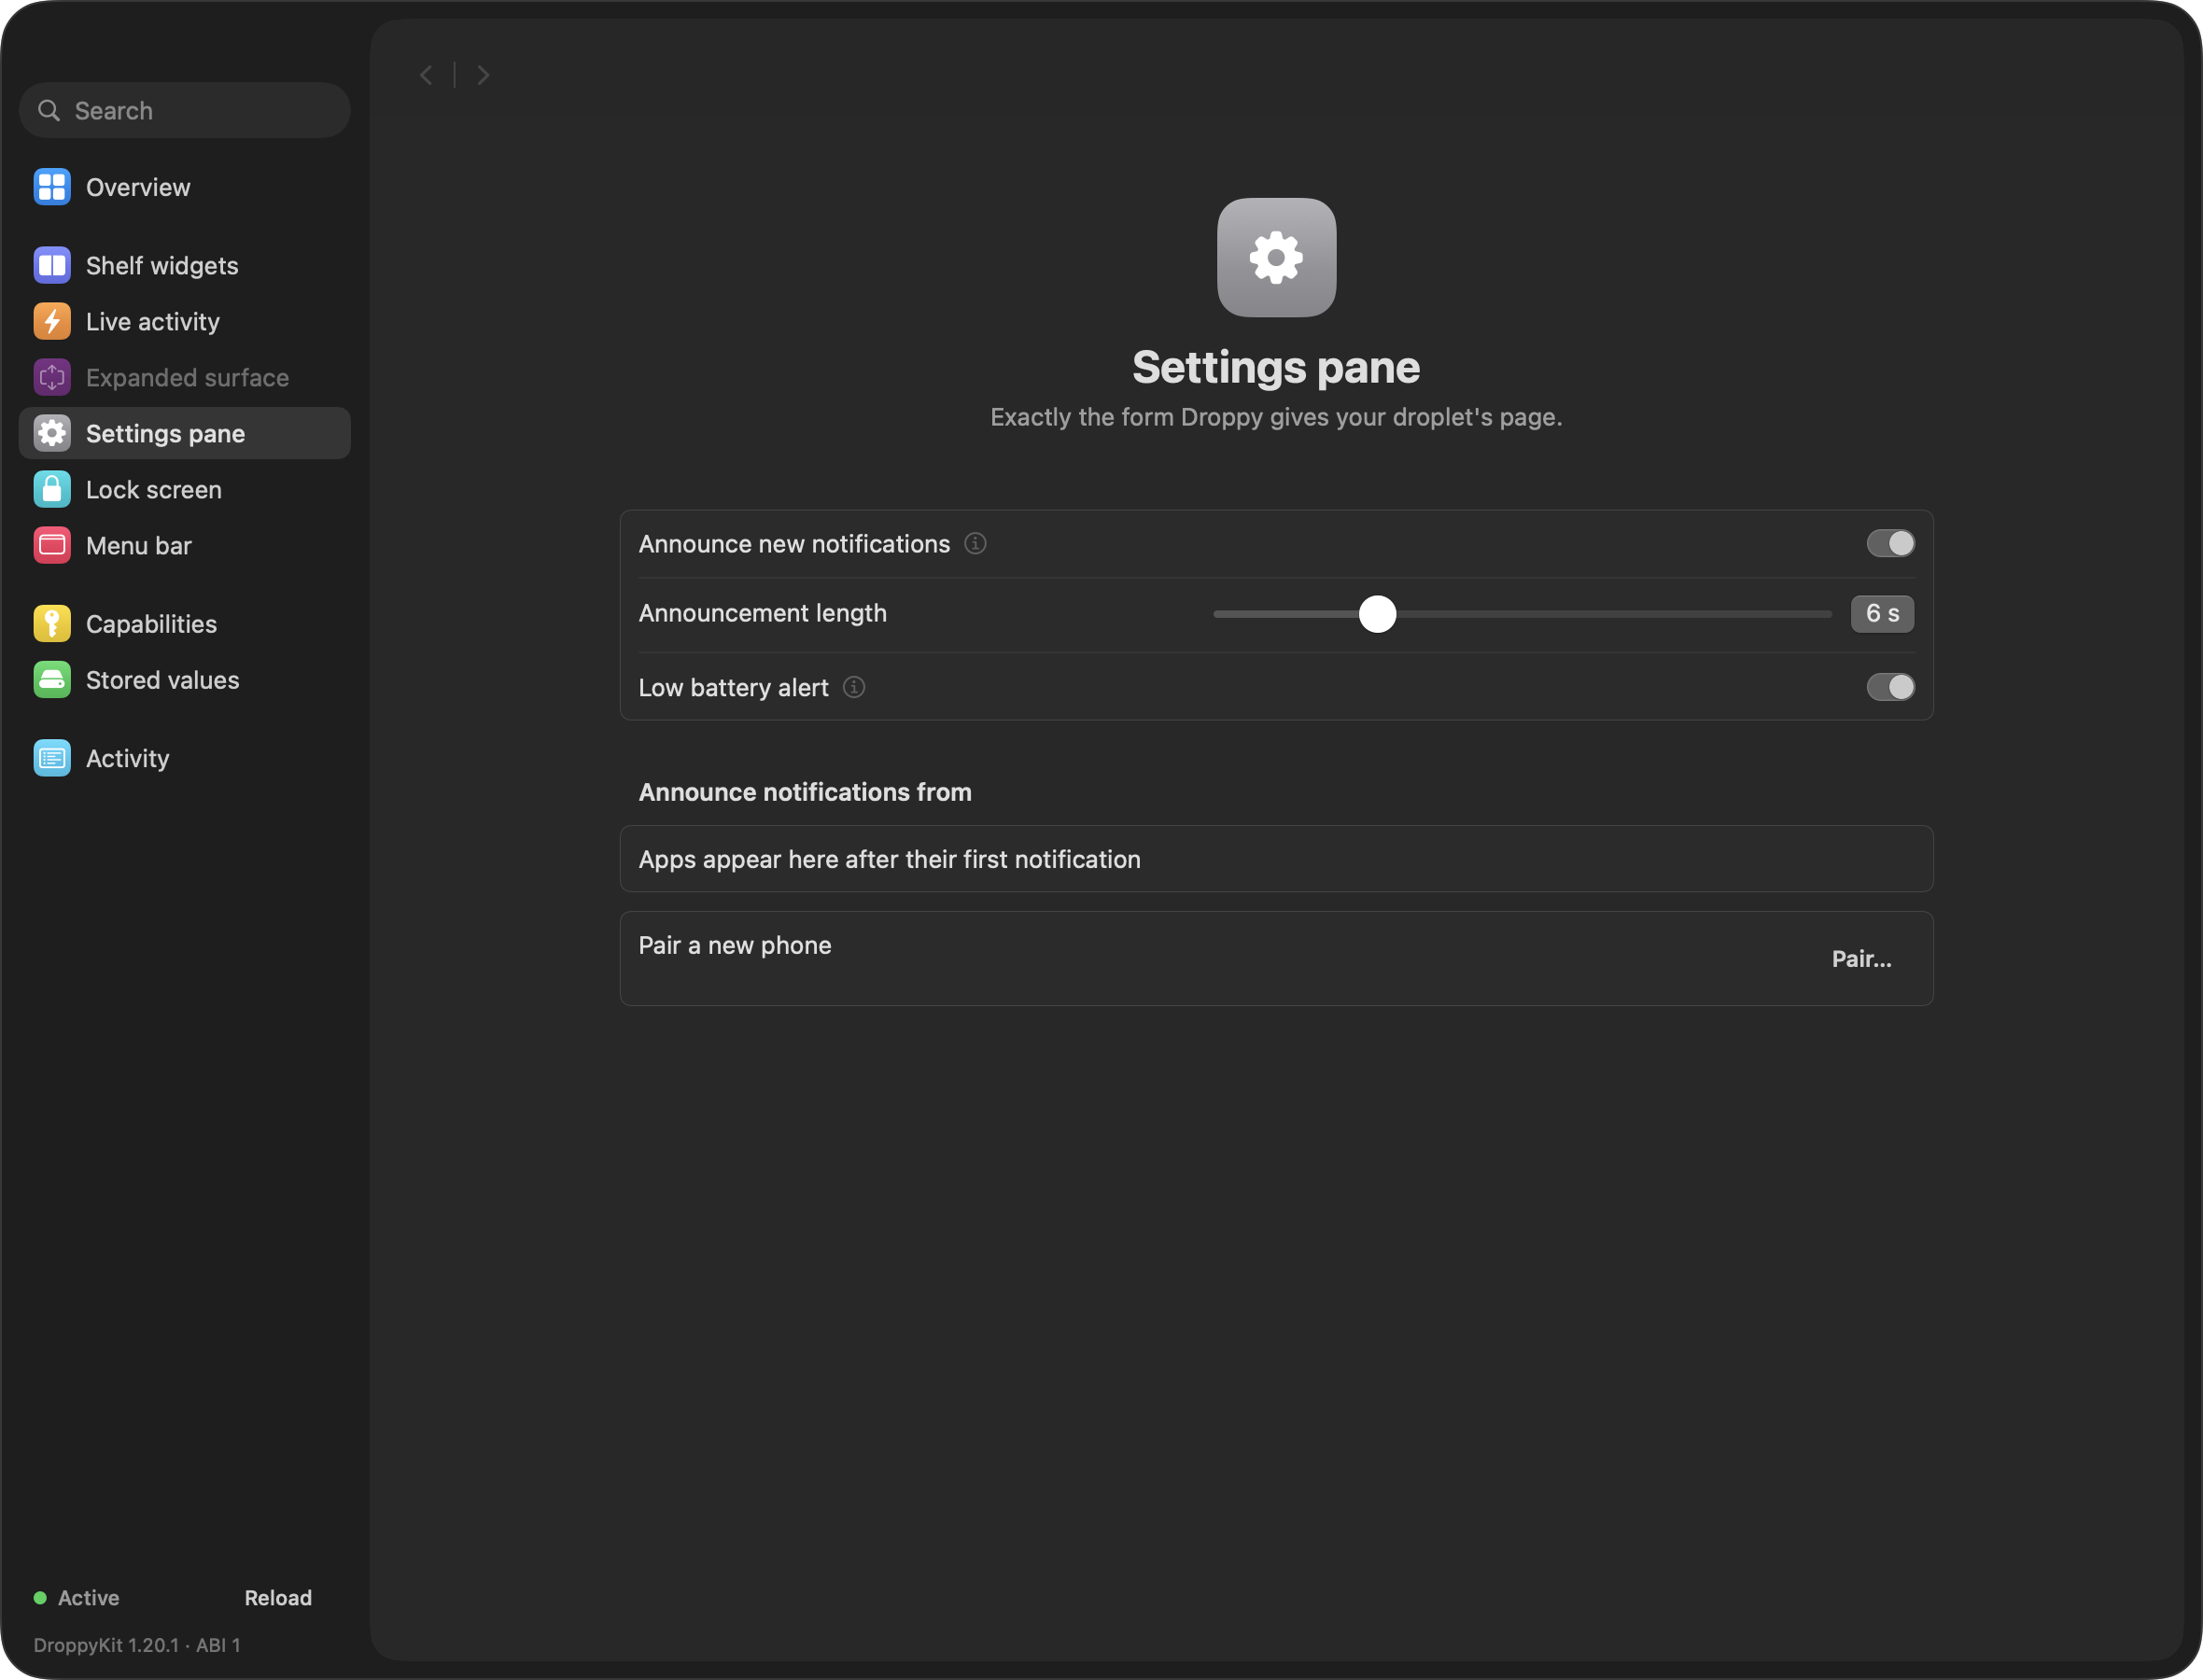 Search
Overview
Shelf widgets
Live activity
Expanded surface
Settings pane
Lock screen
Menu bar
Capabilities
Stored values
Activity
Active
Reload
DroppyKit 1.20.1 · ABI 1
Settings pane
Exactly the form Droppy gives your droplet's page.
Announce new notifications
Announcement length
6 s
Low battery alert
Announce notifications from
Apps appear here after their first notification
Pair a new phone
Pair...